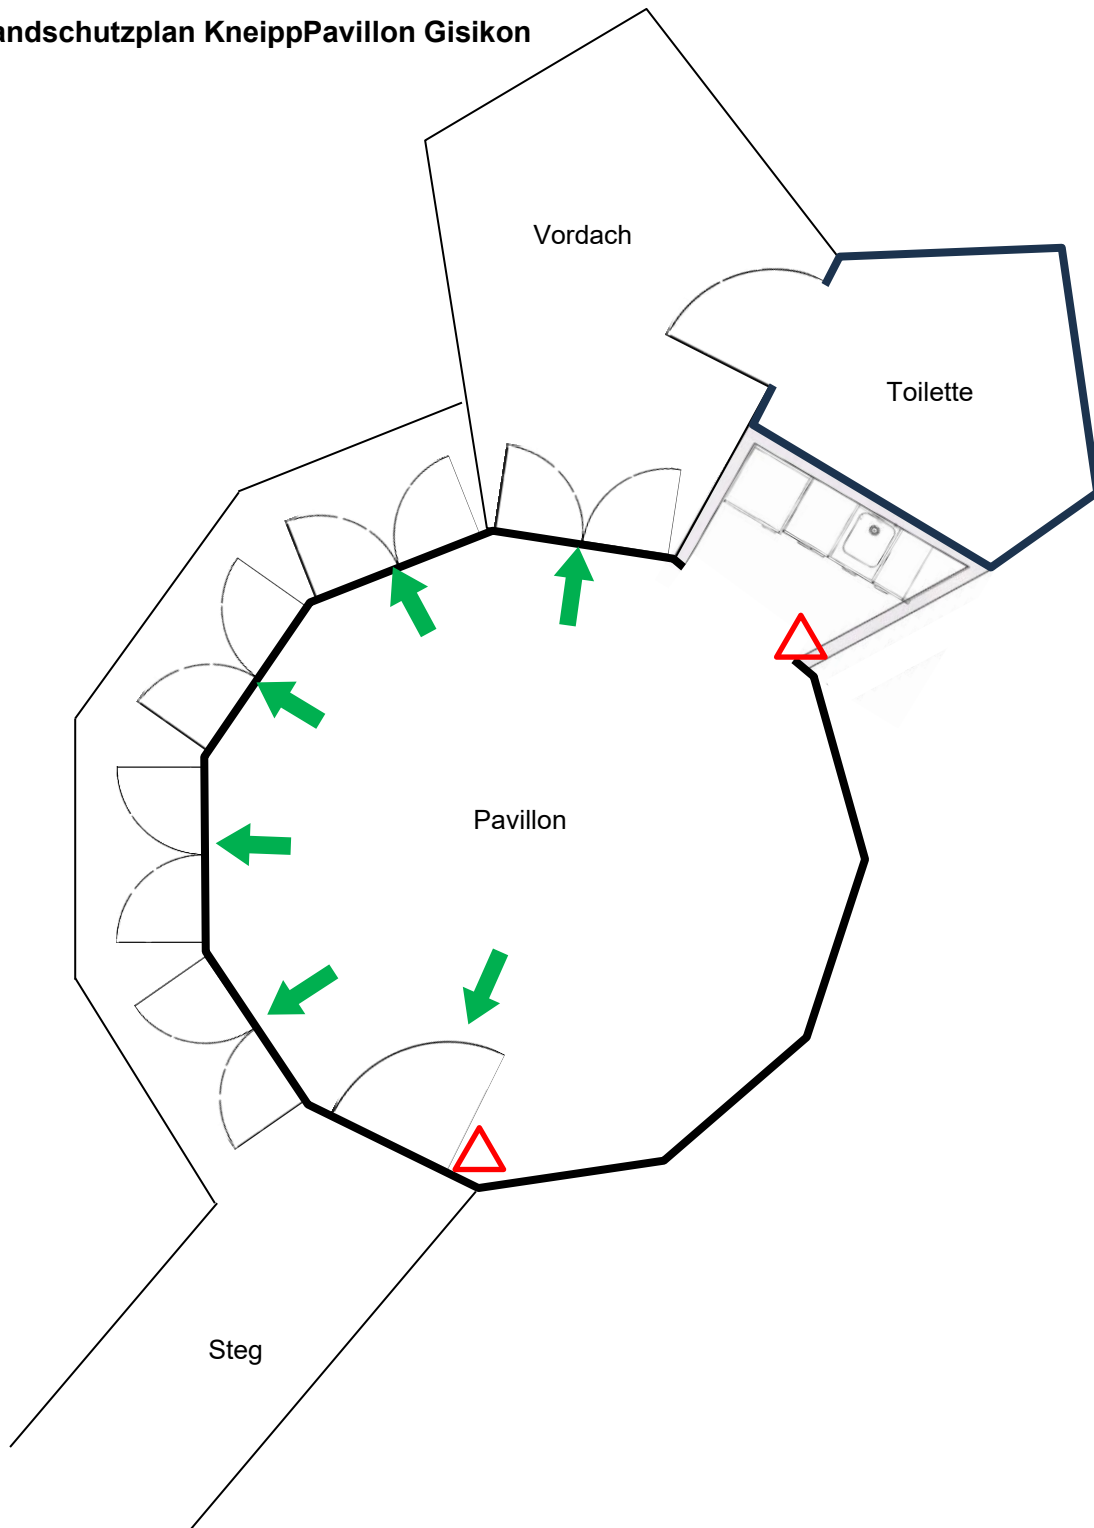 andschutzplan KneippPavillon Gisikon
Vordach
Toilette
Pavillon
Steg